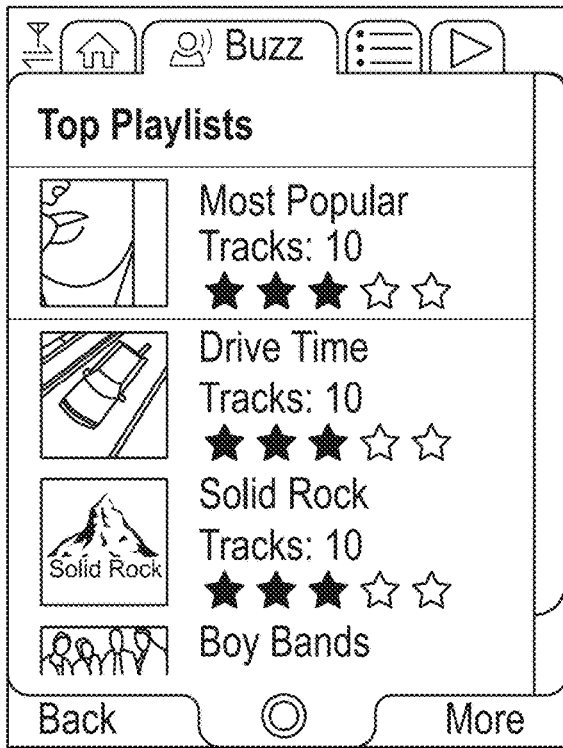 Buzz
Top Playlists
Most Popular
Tracks: 10
Drive Time
Tracks: 10
Solid Rock
Solid Rock
Tracks: 10
Boy Bands
Back
More